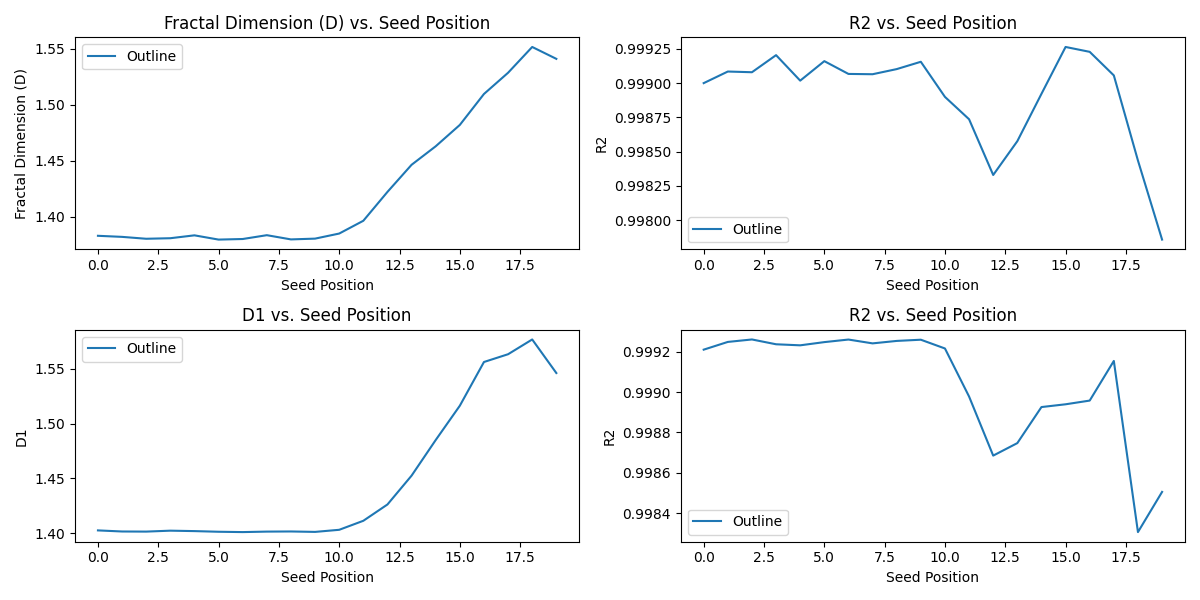 Fractal Dimension (D) vs. Seed Position
Fractal Dimension (D)
1.55
1.50
1.45
1.40
Outline
0.0 2.5 5.0 7.5 10.0 12.5 15.0 17.5
Seed Position
R2 vs. Seed Position
R2
0.99925
0.99900
0.99875
0.99850
0.99825
0.99800
Outline
0.0 2.5 5.0 7.5 10.0 12.5 15.0 17.5
Seed Position
D1 vs. Seed Position
D1
1.55
1.50
1.45
1.40
Outline
0.0 2.5 5.0 7.5 10.0 12.5 15.0 17.5
Seed Position
R2 vs. Seed Position
R2
0.9992
0.9990
0.9988
0.9986
0.9984
Outline
0.0 2.5 5.0 7.5 10.0 12.5 15.0 17.5
Seed Position